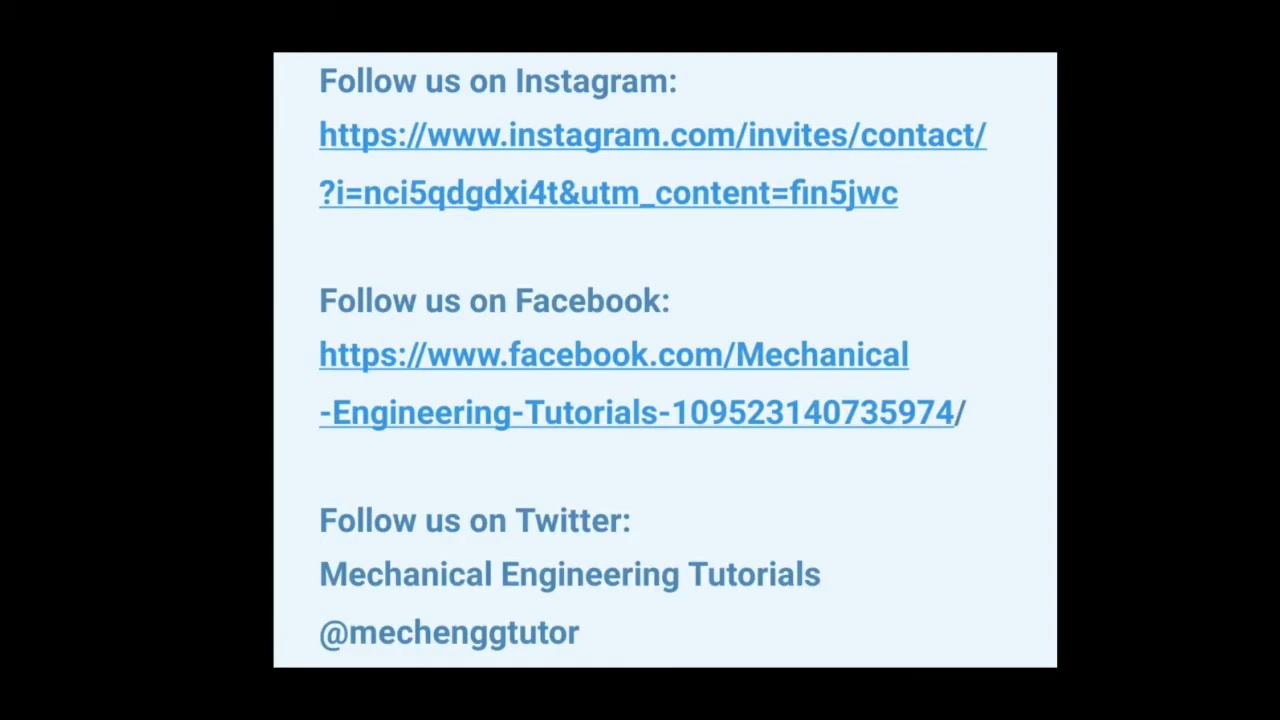 Follow us on Instagram:
https://www.instagram.com/invites/contact/
?i=nci5qdgdxi4t&utm_content=fin5jwc
Follow us on Facebook:
https://www.facebook.com/Mechanical
-Engineering-Tutorials-109523140735974/
Follow us on Twitter:
Mechanical Engineering Tutorials
@mechenggtutor